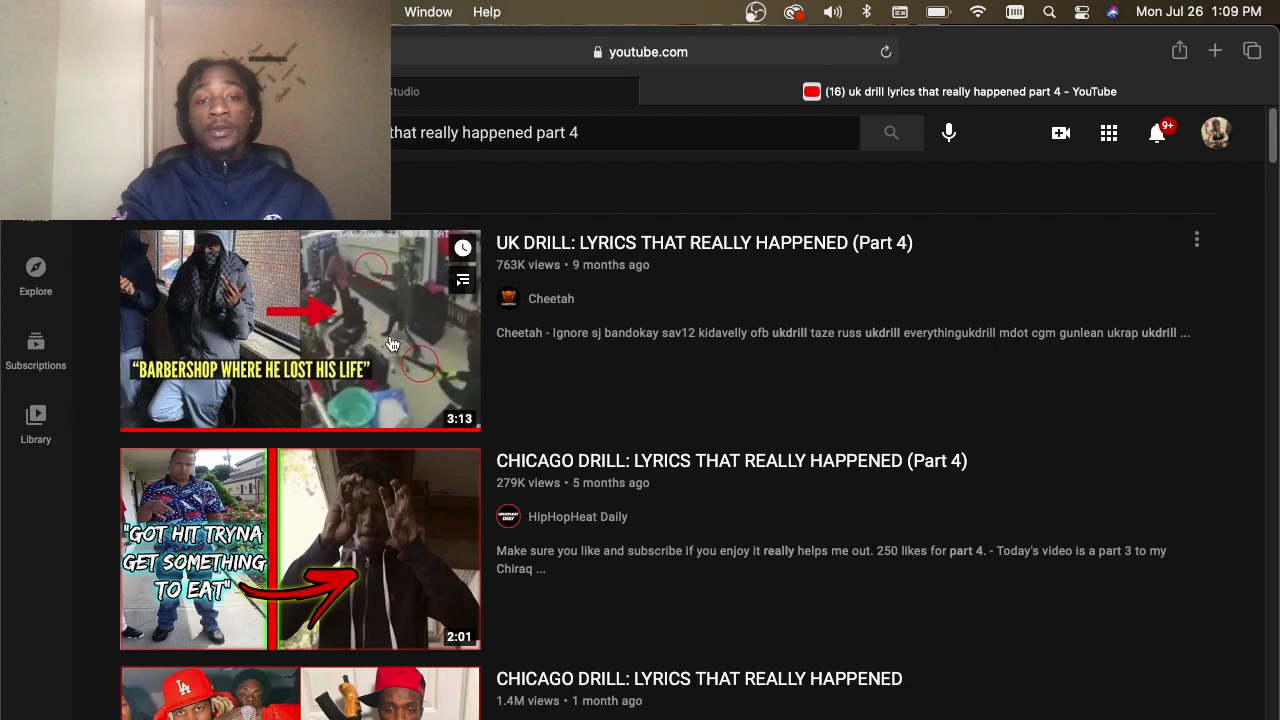 Window Help Mon Jul 26 1:09 PM
youtube.com
Studio
(16) uk drill lyrics that really happened part 4 - YouTube
that really happened part 4
9+
UK DRILL: LYRICS THAT REALLY HAPPENED (Part 4)
763K views • 9 months ago
Cheetah
Cheetah - Ignore sj bandokay sav12 kidavelly ofb ukdrill taze russ ukdrill everythingukdrill mdot cgm gunlean ukrap ukdrill ...
"BARBERSHOP WHERE HE LOST HIS LIFE"
3:13
Explore
Subscriptions
Library
CHICAGO DRILL: LYRICS THAT REALLY HAPPENED (Part 4)
279K views • 5 months ago
HipHopHeat Daily
Make sure you like and subscribe if you enjoy it really helps me out. 250 likes for part 4. - Today's video is a part 3 to my
Chiraq ...
"GOT HIT TRYNA
GET SOMETHING
TO EAT"
2:01
CHICAGO DRILL: LYRICS THAT REALLY HAPPENED
1.4M views • 1 month ago